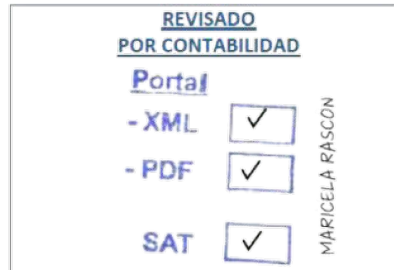 REVISADO
POR CONTABILIDAD
Portal
- XML ✓
- PDF ✓
SAT ✓
MARICELA RASCON